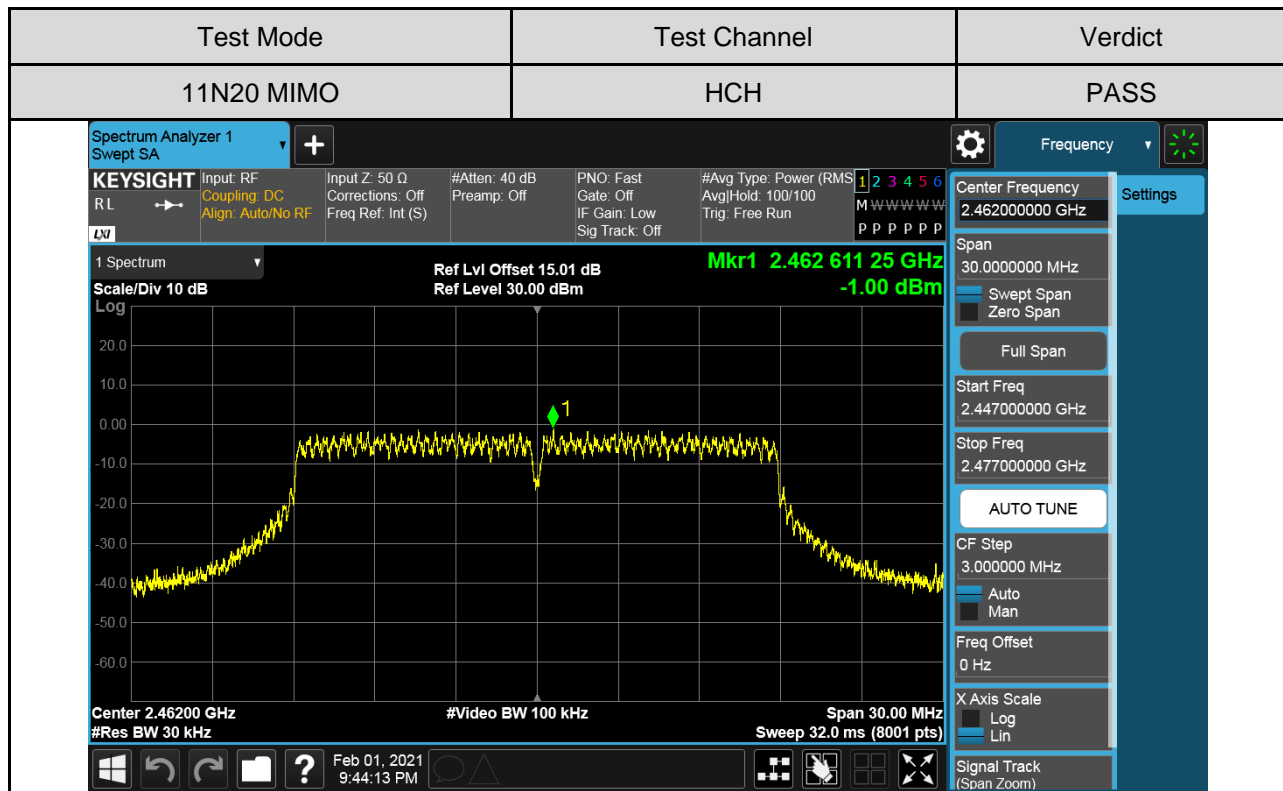 Test Mode Test Channel Verdict
11N20 MIMO HCH PASS
Spectrum Analyzer 1
Swept SA
+
Frequency
KEYSIGHT
RL
LXI
Input: RF
Coupling: DC
Align: Auto/No RF
Input Z: 50 Ω
Corrections: Off
Freq Ref: Int (S)
#Atten: 40 dB
Preamp: Off
PNO: Fast
Gate: Off
IF Gain: Low
Sig Track: Off
#Avg Type: Power (RMS
Avg|Hold: 100/100
Trig: Free Run
1 2 3 4 5 6
M W W W W W
P P P P P P
1 Spectrum
Scale/Div 10 dB
Log
Ref Lvl Offset 15.01 dB
Ref Level 30.00 dBm
Mkr1 2.462 611 25 GHz
-1.00 dBm
20.0
10.0
0.00
-10.0
-20.0
-30.0
-40.0
-50.0
-60.0
1
Center 2.46200 GHz
#Res BW 30 kHz
#Video BW 100 kHz
Span 30.00 MHz
Sweep 32.0 ms (8001 pts)
?
Feb 01, 2021
9:44:13 PM
Center Frequency
2.462000000 GHz
Span
30.0000000 MHz
Swept Span
Zero Span
Full Span
Start Freq
2.447000000 GHz
Stop Freq
2.477000000 GHz
AUTO TUNE
CF Step
3.000000 MHz
Auto
Man
Freq Offset
0 Hz
X Axis Scale
Log
Lin
Signal Track
(Span Zoom)
Settings